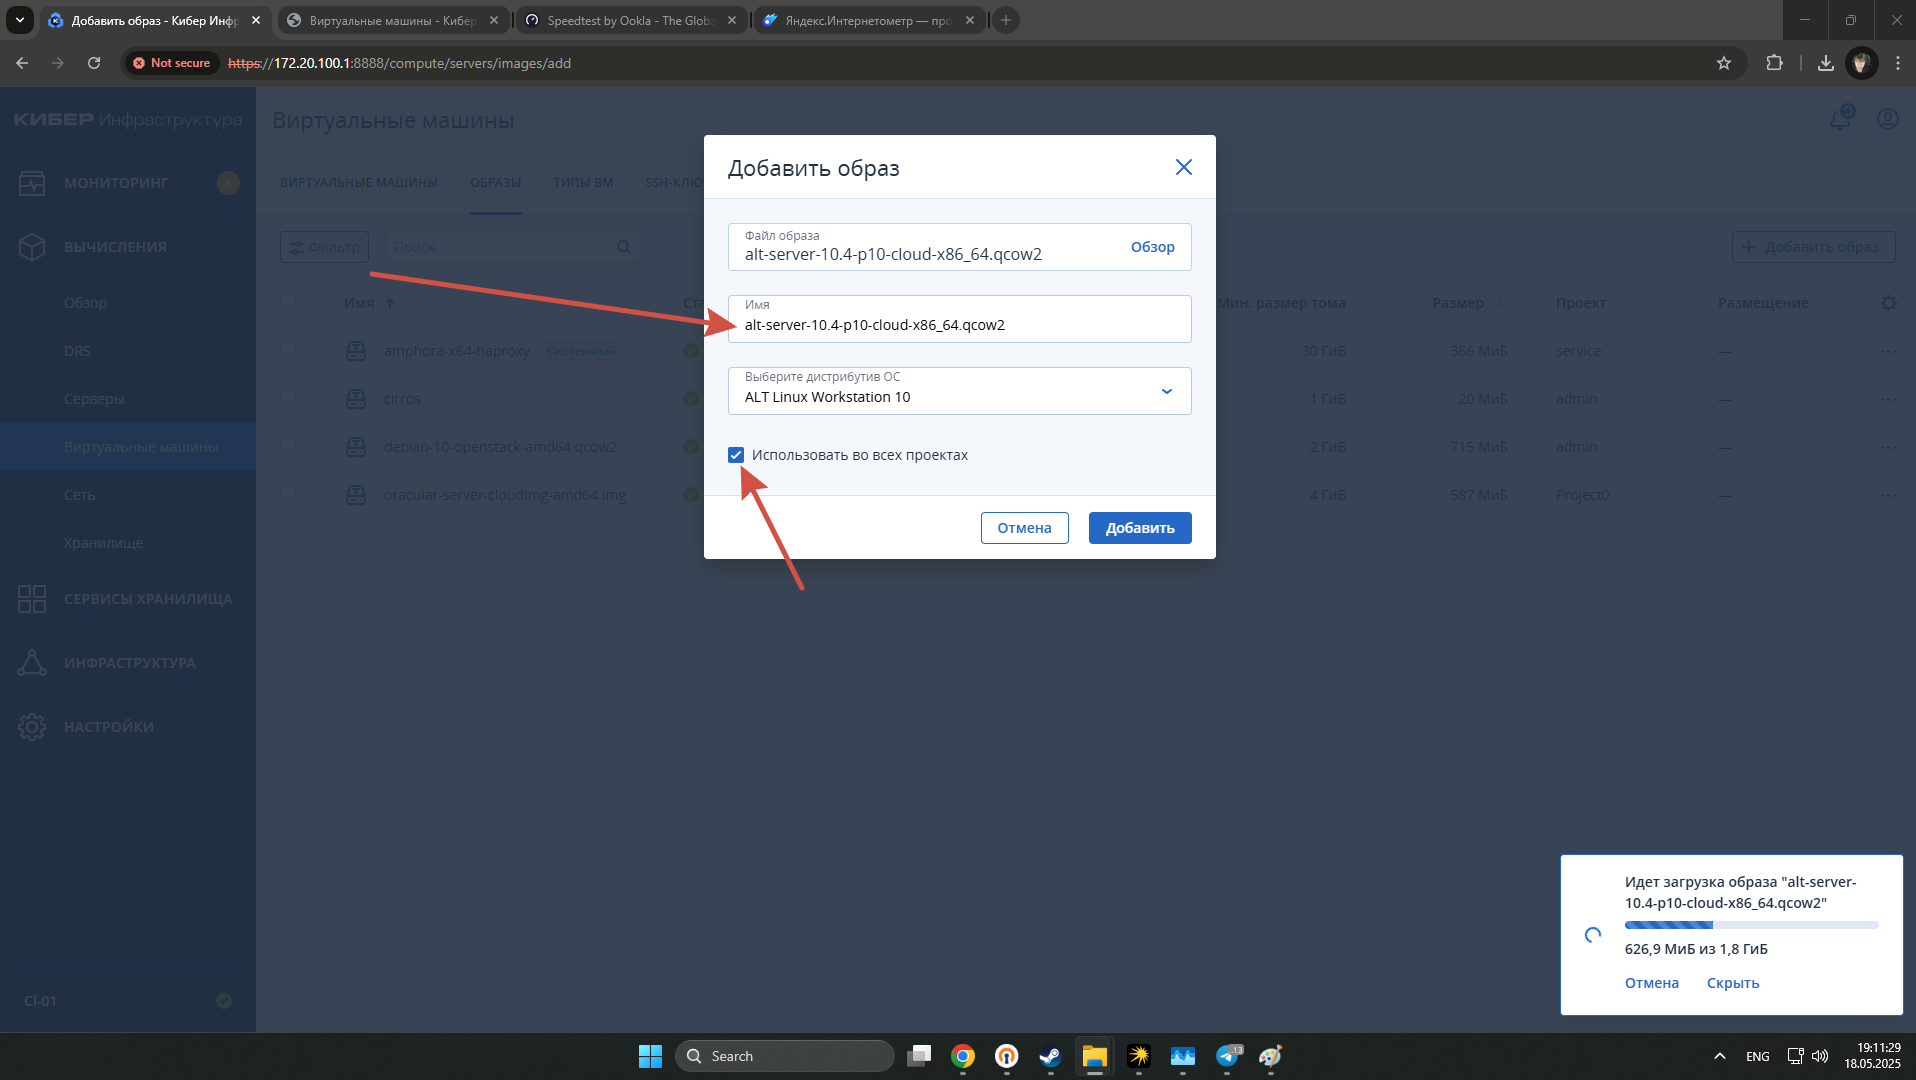 Добавить образ - Кибер Инфр
Виртуальные машины - Кибер
Speedtest by Ookla - The Globa
Яндекс.Интернетометр — про
Not secure
https://172.20.100.1:8888/compute/servers/images/add
КИБЕР Инфраструктура
Виртуальные машины
МОНИТОРИНГ
1
ВИРТУАЛЬНЫЕ МАШИНЫ
ОБРАЗЫ
ТИПЫ ВМ
SSH-КЛЮ
ВЫЧИСЛЕНИЯ
Обзор
DRS
Серверы
Виртуальные машины
Сеть
Хранилище
СЕРВИСЫ ХРАНИЛИЩА
ИНФРАСТРУКТУРА
НАСТРОЙКИ
Cl-01
Фильтр
Поиск
Добавить образ
Имя
Ста
Мин. размер тома
Размер
Проект
Размещение
amphora-x64-haproxy
Системный
30 ГиБ
366 МиБ
service
—
cirros
1 ГиБ
20 МиБ
admin
—
debian-10-openstack-amd64.qcow2
2 ГиБ
715 МиБ
admin
—
oracular-server-cloudimg-amd64.img
4 ГиБ
587 МиБ
Project0
—
Добавить образ
Файл образа
alt-server-10.4-p10-cloud-x86_64.qcow2
Обзор
Имя
alt-server-10.4-p10-cloud-x86_64.qcow2
Выберите дистрибутив ОС
ALT Linux Workstation 10
Использовать во всех проектах
Отмена
Добавить
Идет загрузка образа "alt-server-
10.4-p10-cloud-x86_64.qcow2"
626,9 МиБ из 1,8 ГиБ
Отмена
Скрыть
Search
13
ENG
19:11:29
18.05.2025